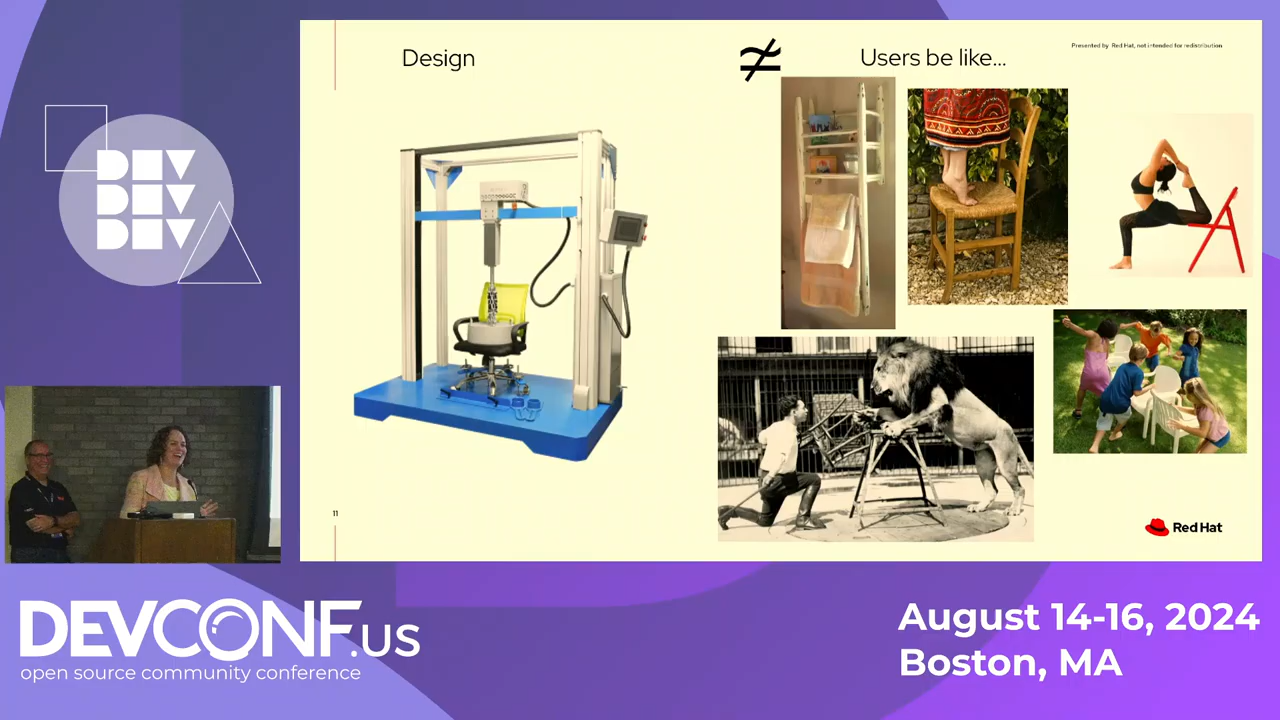 Design
≠
Users be like...
Presented by Red Hat, not intended for redistribution
DEV
DEV
DEV
11
Red Hat
DEVCONF.US
open source community conference
August 14-16, 2024
Boston, MA